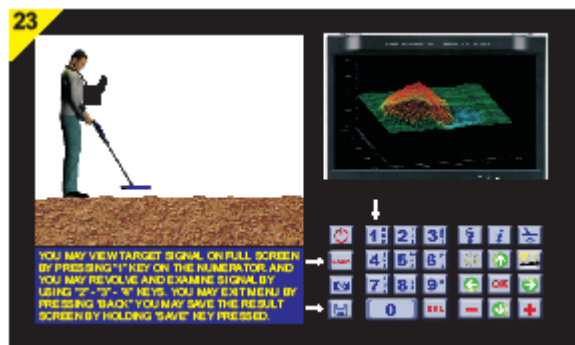 23
YOU MAY VIEW TARGET SIGNAL ON FULL SCREEN
BY PRESSING "1" KEY ON THE NUMERATOR. AND
YOU MAY REVOLVE AND EXAMINE SIGNAL BY
USING "2" - "3" - "4" KEYS. YOU MAY EXIT MENU BY
PRESSING "BACK" YOU MAY SAVE THE RESULT
SCREEN BY HOLDING "SAVE" KEY PRESSED.
1 2 3
4 5 6
7 8 9 OK
0